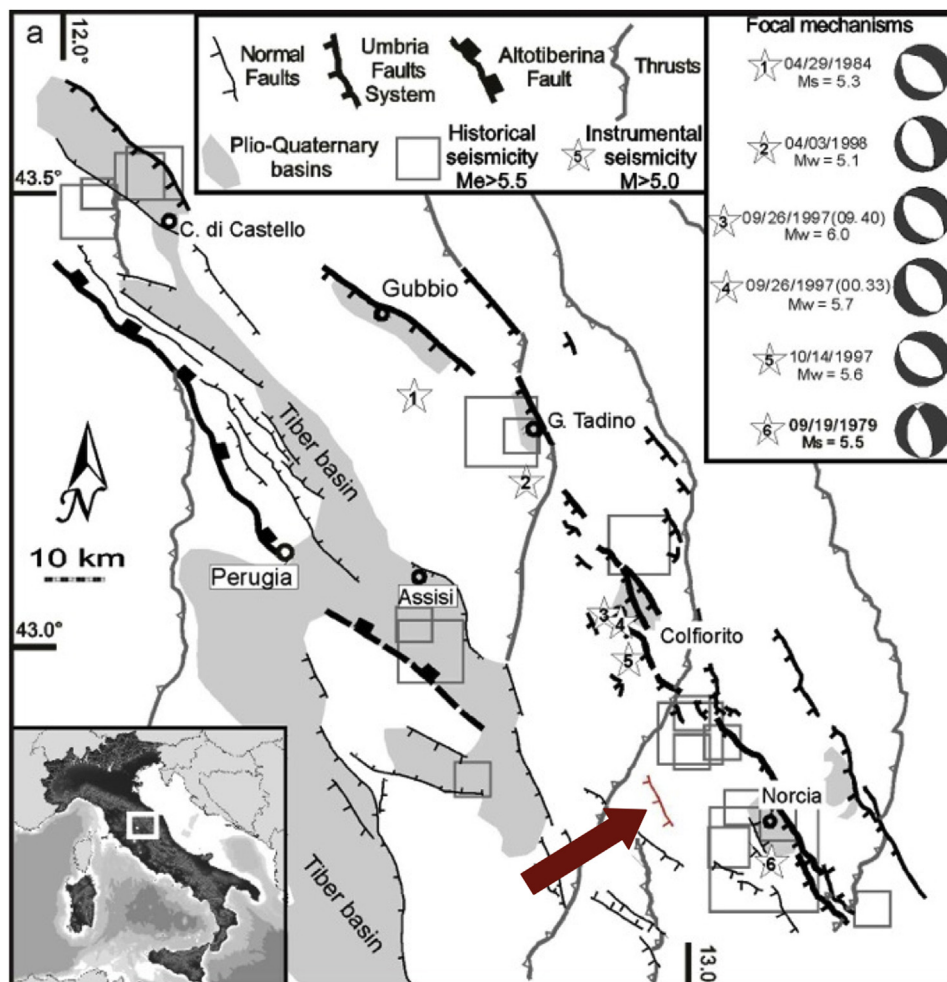 a
12.0°
Normal
Faults
Umbria
Faults
System
Altotiberina
Fault
Thrusts
Plio-Quaternary
basins
Historical
seismicity
Me>5.5
5
Instrumental
seismicity
M>5.0
Focal mechanisms
1 04/29/1984
Ms = 5.3
2 04/03/1998
Mw = 5.1
3 09/26/1997(09.40)
Mw = 6.0
4 09/26/1997(00.33)
Mw = 5.7
5 10/14/1997
Mw = 5.6
6 09/19/1979
Ms = 5.5
43.5°
C. di Castello
Gubbio
1
G. Tadino
2
Tiber basin
N
10 km
Perugia
Assisi
43.0°
3
4
5
Colfiorito
Norcia
6
Tiber basin
13.0